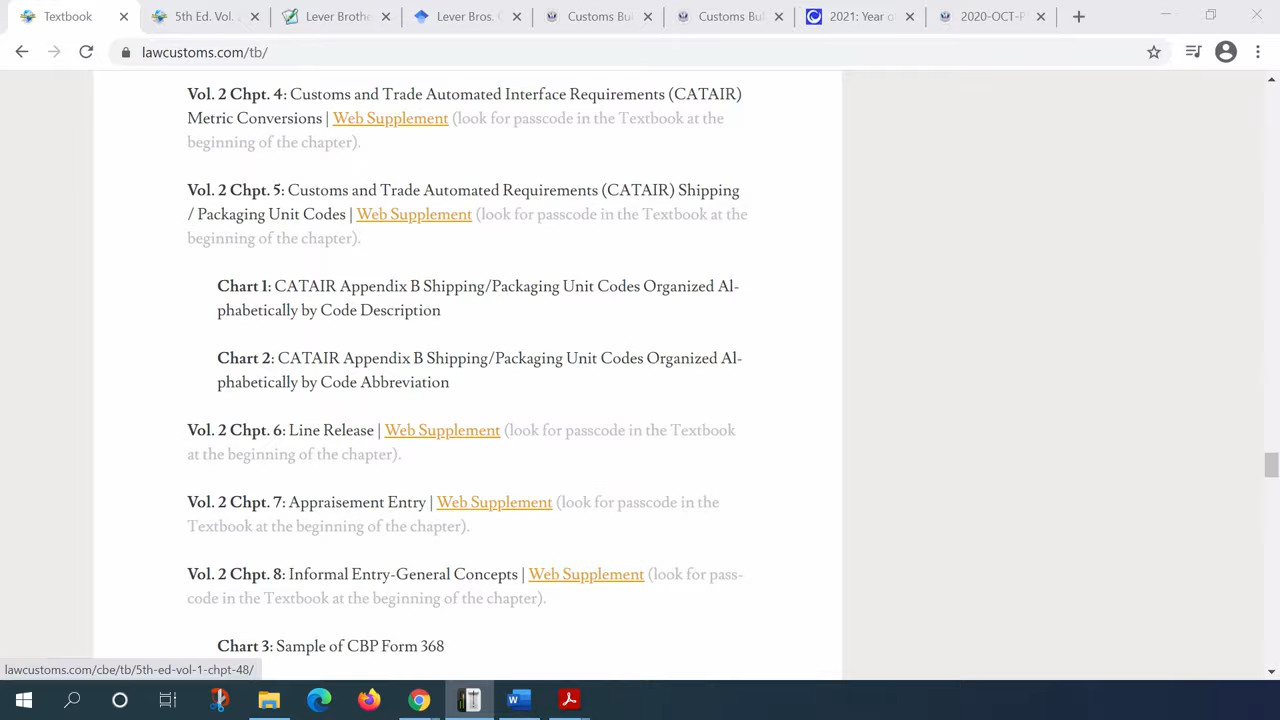 Textbook
5th Ed. Vol.
Lever Brothe
Lever Bros. C
Customs Bul
Customs Bul
2021: Year o
2020-OCT-P
lawcustoms.com/tb/
Vol. 2 Chpt. 4: Customs and Trade Automated Interface Requirements (CATAIR)
Metric Conversions | Web Supplement (look for passcode in the Textbook at the
beginning of the chapter).
Vol. 2 Chpt. 5: Customs and Trade Automated Requirements (CATAIR) Shipping
/ Packaging Unit Codes | Web Supplement (look for passcode in the Textbook at the
beginning of the chapter).
Chart 1: CATAIR Appendix B Shipping/Packaging Unit Codes Organized Al-
phabetically by Code Description
Chart 2: CATAIR Appendix B Shipping/Packaging Unit Codes Organized Al-
phabetically by Code Abbreviation
Vol. 2 Chpt. 6: Line Release | Web Supplement (look for passcode in the Textbook
at the beginning of the chapter).
Vol. 2 Chpt. 7: Appraisement Entry | Web Supplement (look for passcode in the
Textbook at the beginning of the chapter).
Vol. 2 Chpt. 8: Informal Entry-General Concepts | Web Supplement (look for pass-
code in the Textbook at the beginning of the chapter).
Chart 3: Sample of CBP Form 368
lawcustoms.com/cbe/tb/5th-ed-vol-1-chpt-48/